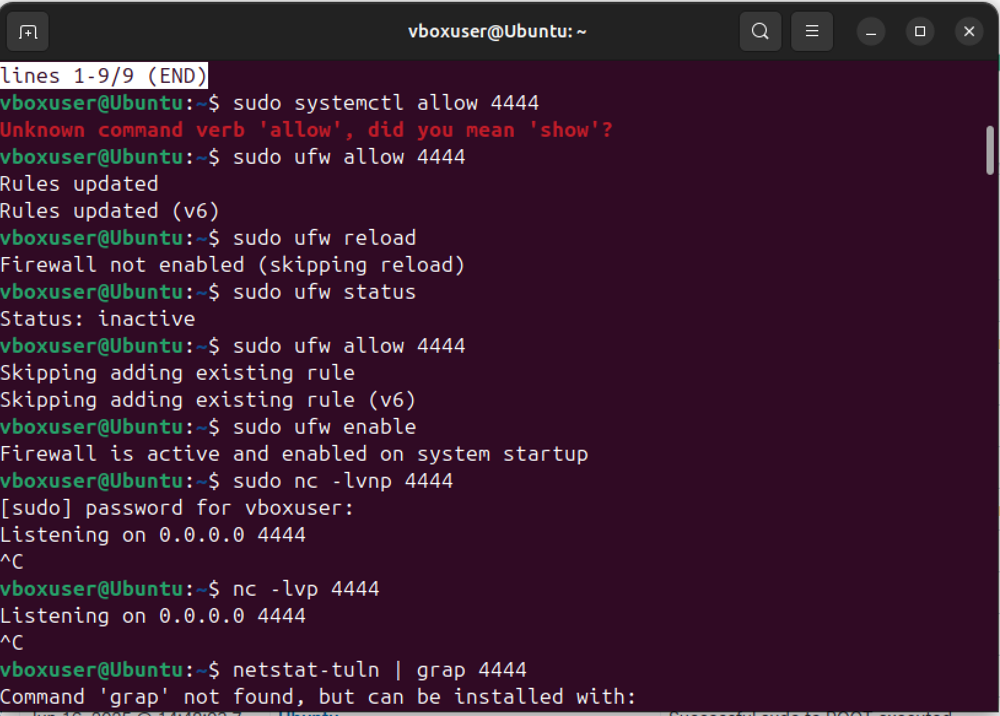 vboxuser@Ubuntu: ~
lines 1-9/9 (END)
vboxuser@Ubuntu:~$ sudo systemctl allow 4444
Unknown command verb 'allow', did you mean 'show'?
vboxuser@Ubuntu:~$ sudo ufw allow 4444
Rules updated
Rules updated (v6)
vboxuser@Ubuntu:~$ sudo ufw reload
Firewall not enabled (skipping reload)
vboxuser@Ubuntu:~$ sudo ufw status
Status: inactive
vboxuser@Ubuntu:~$ sudo ufw allow 4444
Skipping adding existing rule
Skipping adding existing rule (v6)
vboxuser@Ubuntu:~$ sudo ufw enable
Firewall is active and enabled on system startup
vboxuser@Ubuntu:~$ sudo nc -lvnp 4444
[sudo] password for vboxuser:
Listening on 0.0.0.0 4444
^C
vboxuser@Ubuntu:~$ nc -lvp 4444
Listening on 0.0.0.0 4444
^C
vboxuser@Ubuntu:~$ netstat-tuln | grap 4444
Command 'grap' not found, but can be installed with: